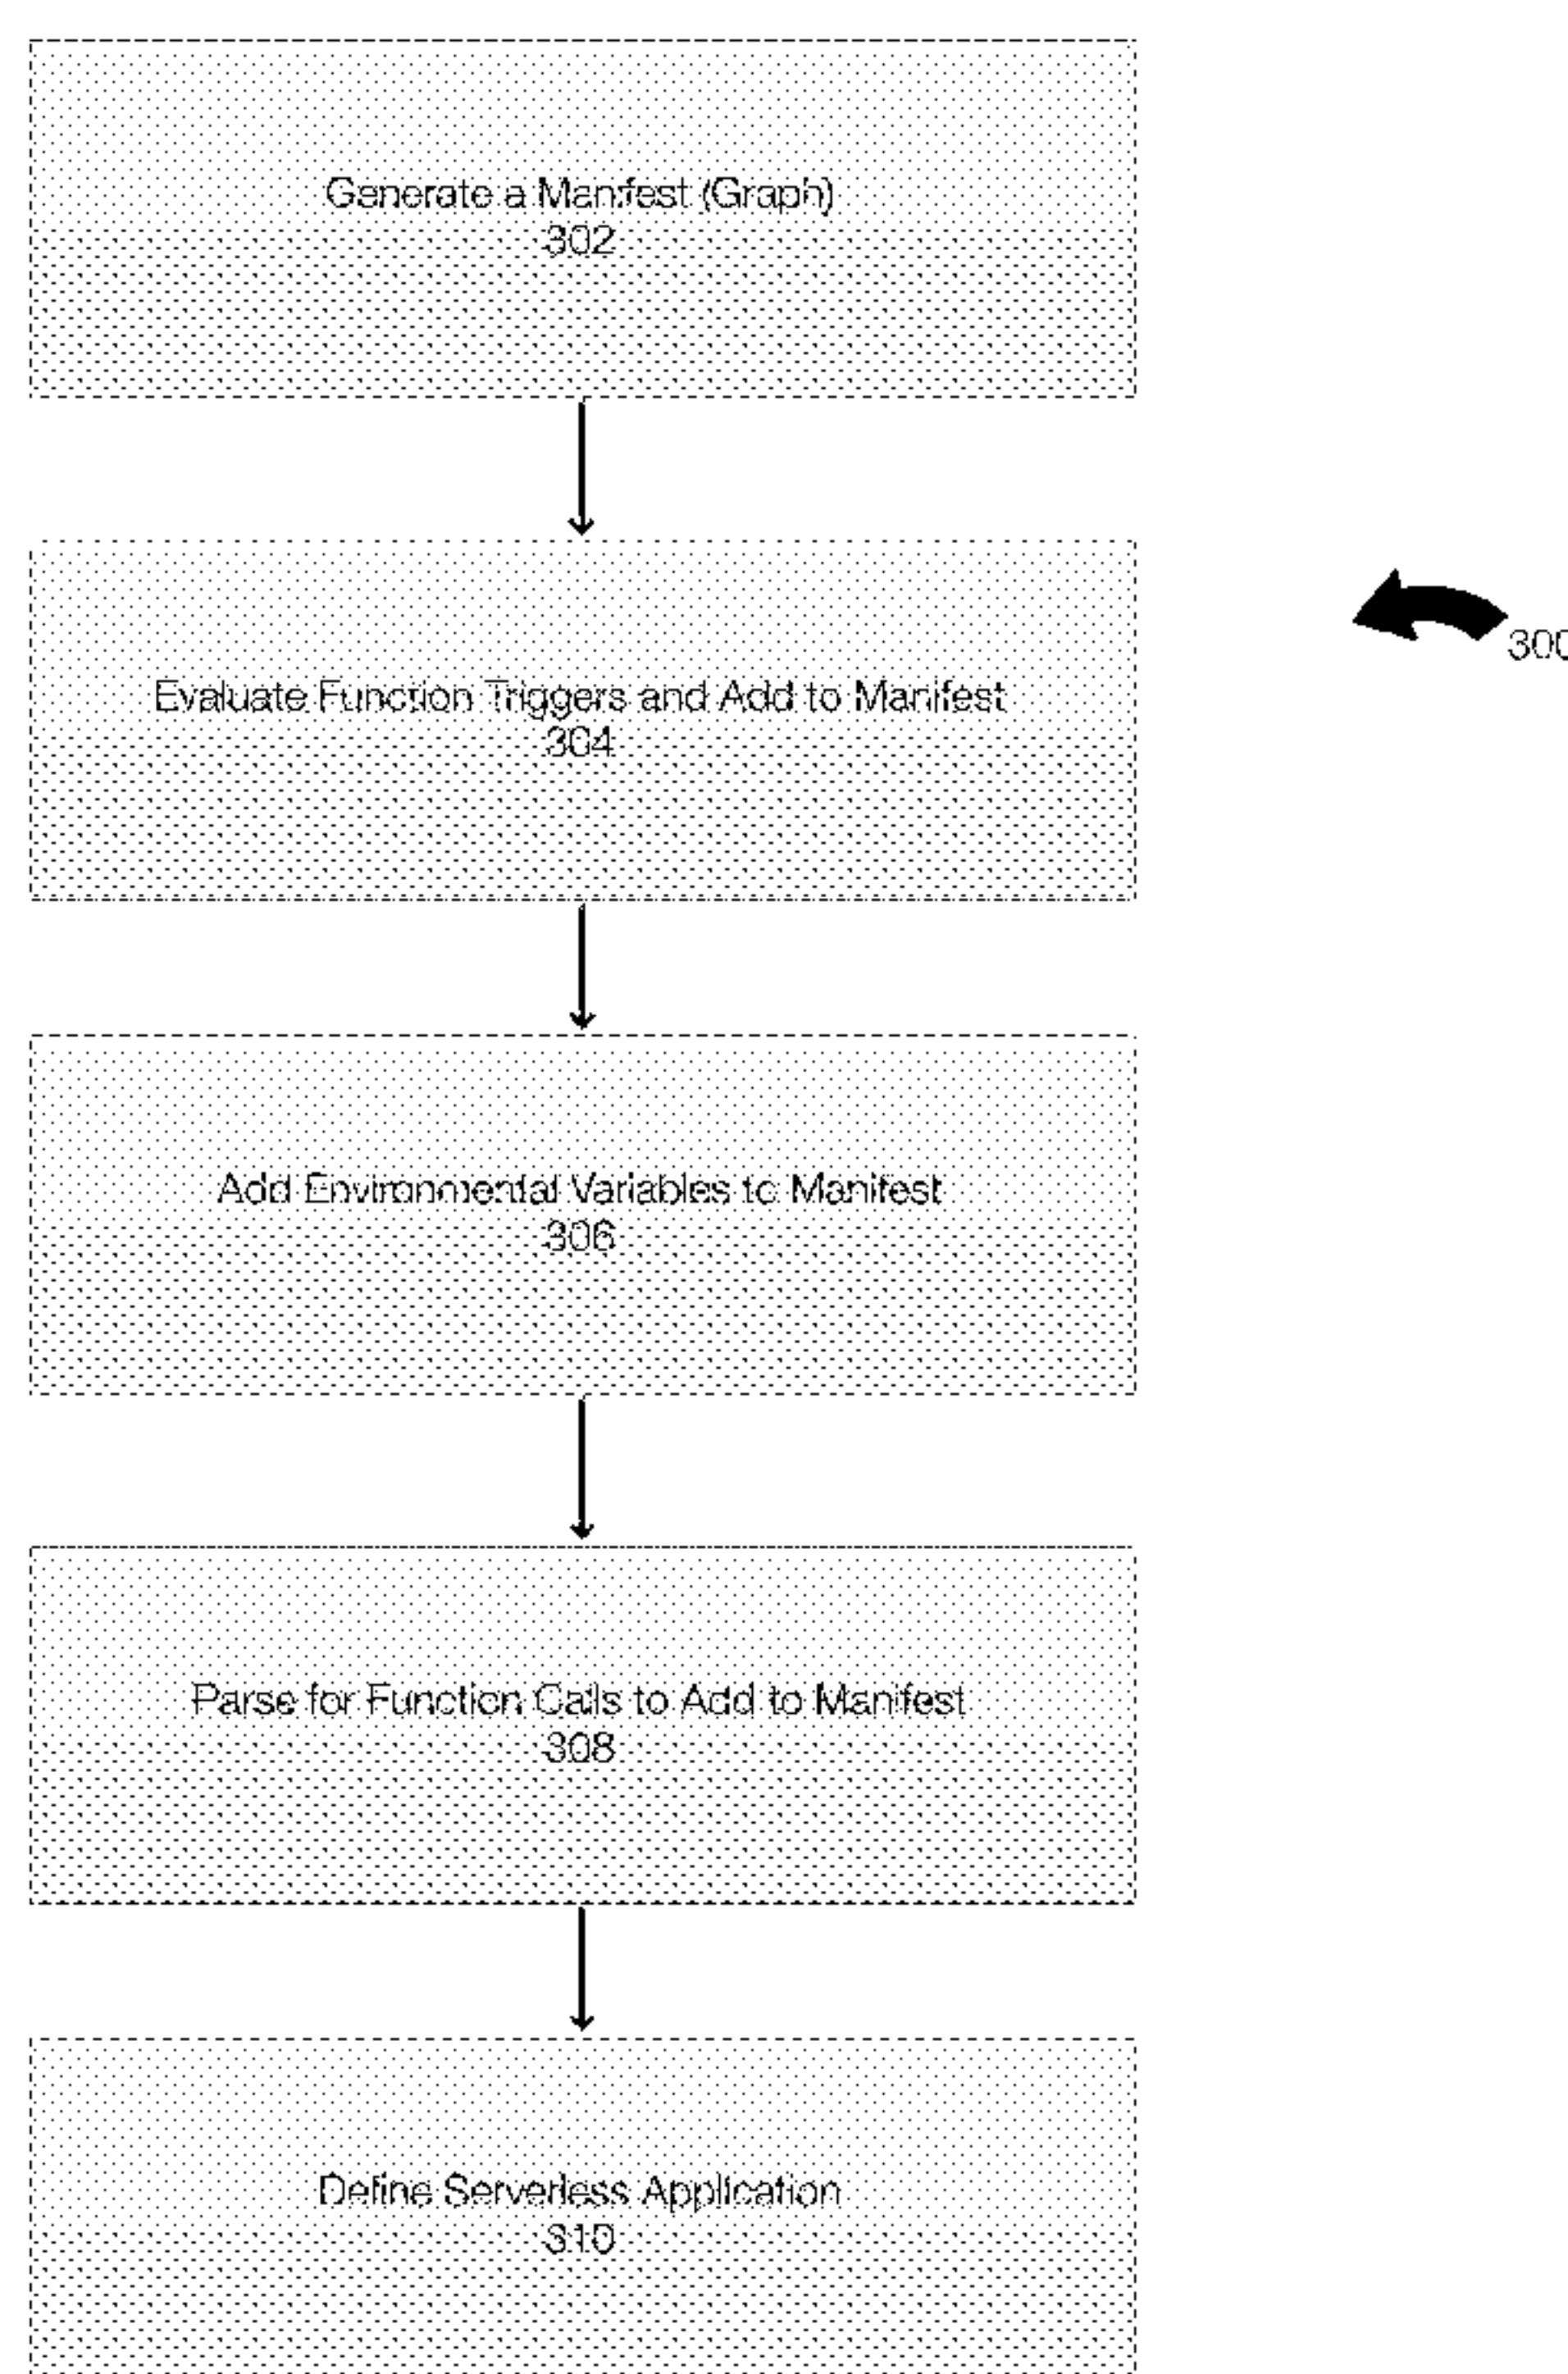 Generate a Manifest (Graph)
302
Evaluate Function Triggers and Add to Manifest
304
300
Add Environmental Variables to Manifest
306
Parse for Function Calls to Add to Manifest
308
Define Serverless Application
310